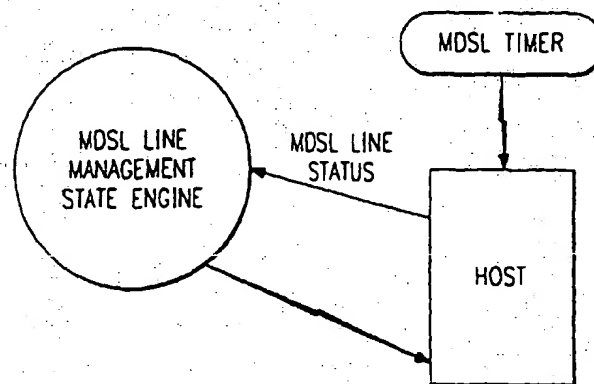 MDSL TIMER
MDSL LINE
MANAGEMENT
STATE ENGINE
MDSL LINE
STATUS
HOST